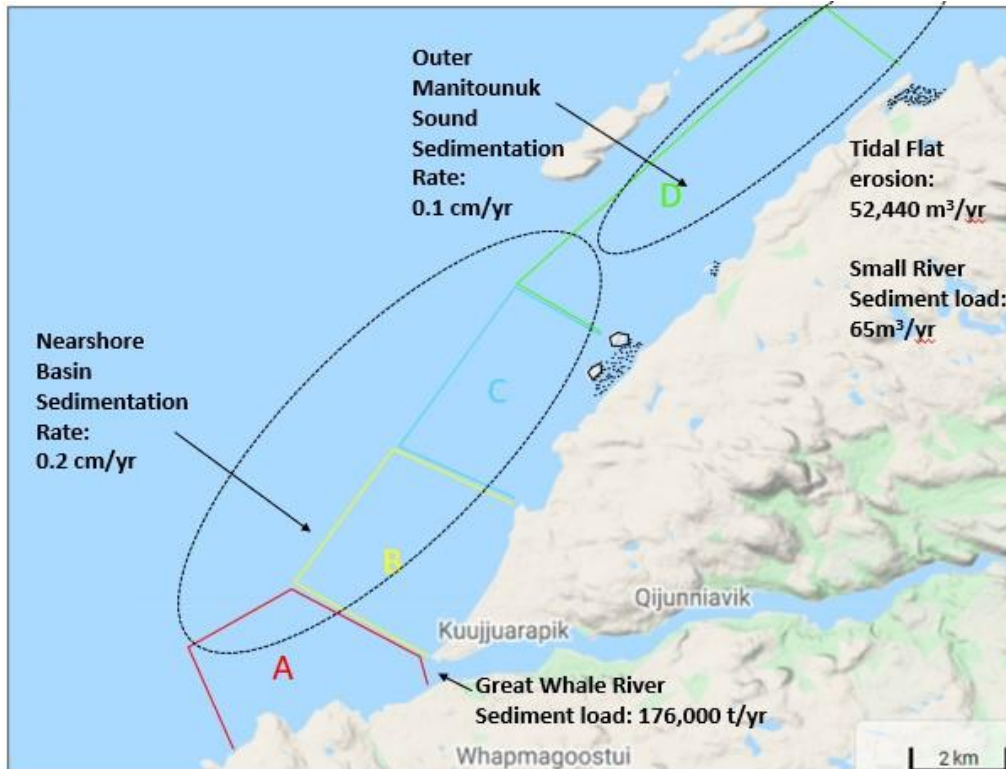 Outer
Manitounuk
Sound
Sedimentation
Rate:
0.1 cm/yr
Tidal Flat
erosion:
52,440 m³/yr
D
Small River
Sediment load:
65m³/yr
Nearshore
Basin
Sedimentation
Rate:
0.2 cm/yr
C
B
Qijunniavik
Kuujjuarapik
A
Great Whale River
Sediment load: 176,000 t/yr
Whapmagoostui
2 km